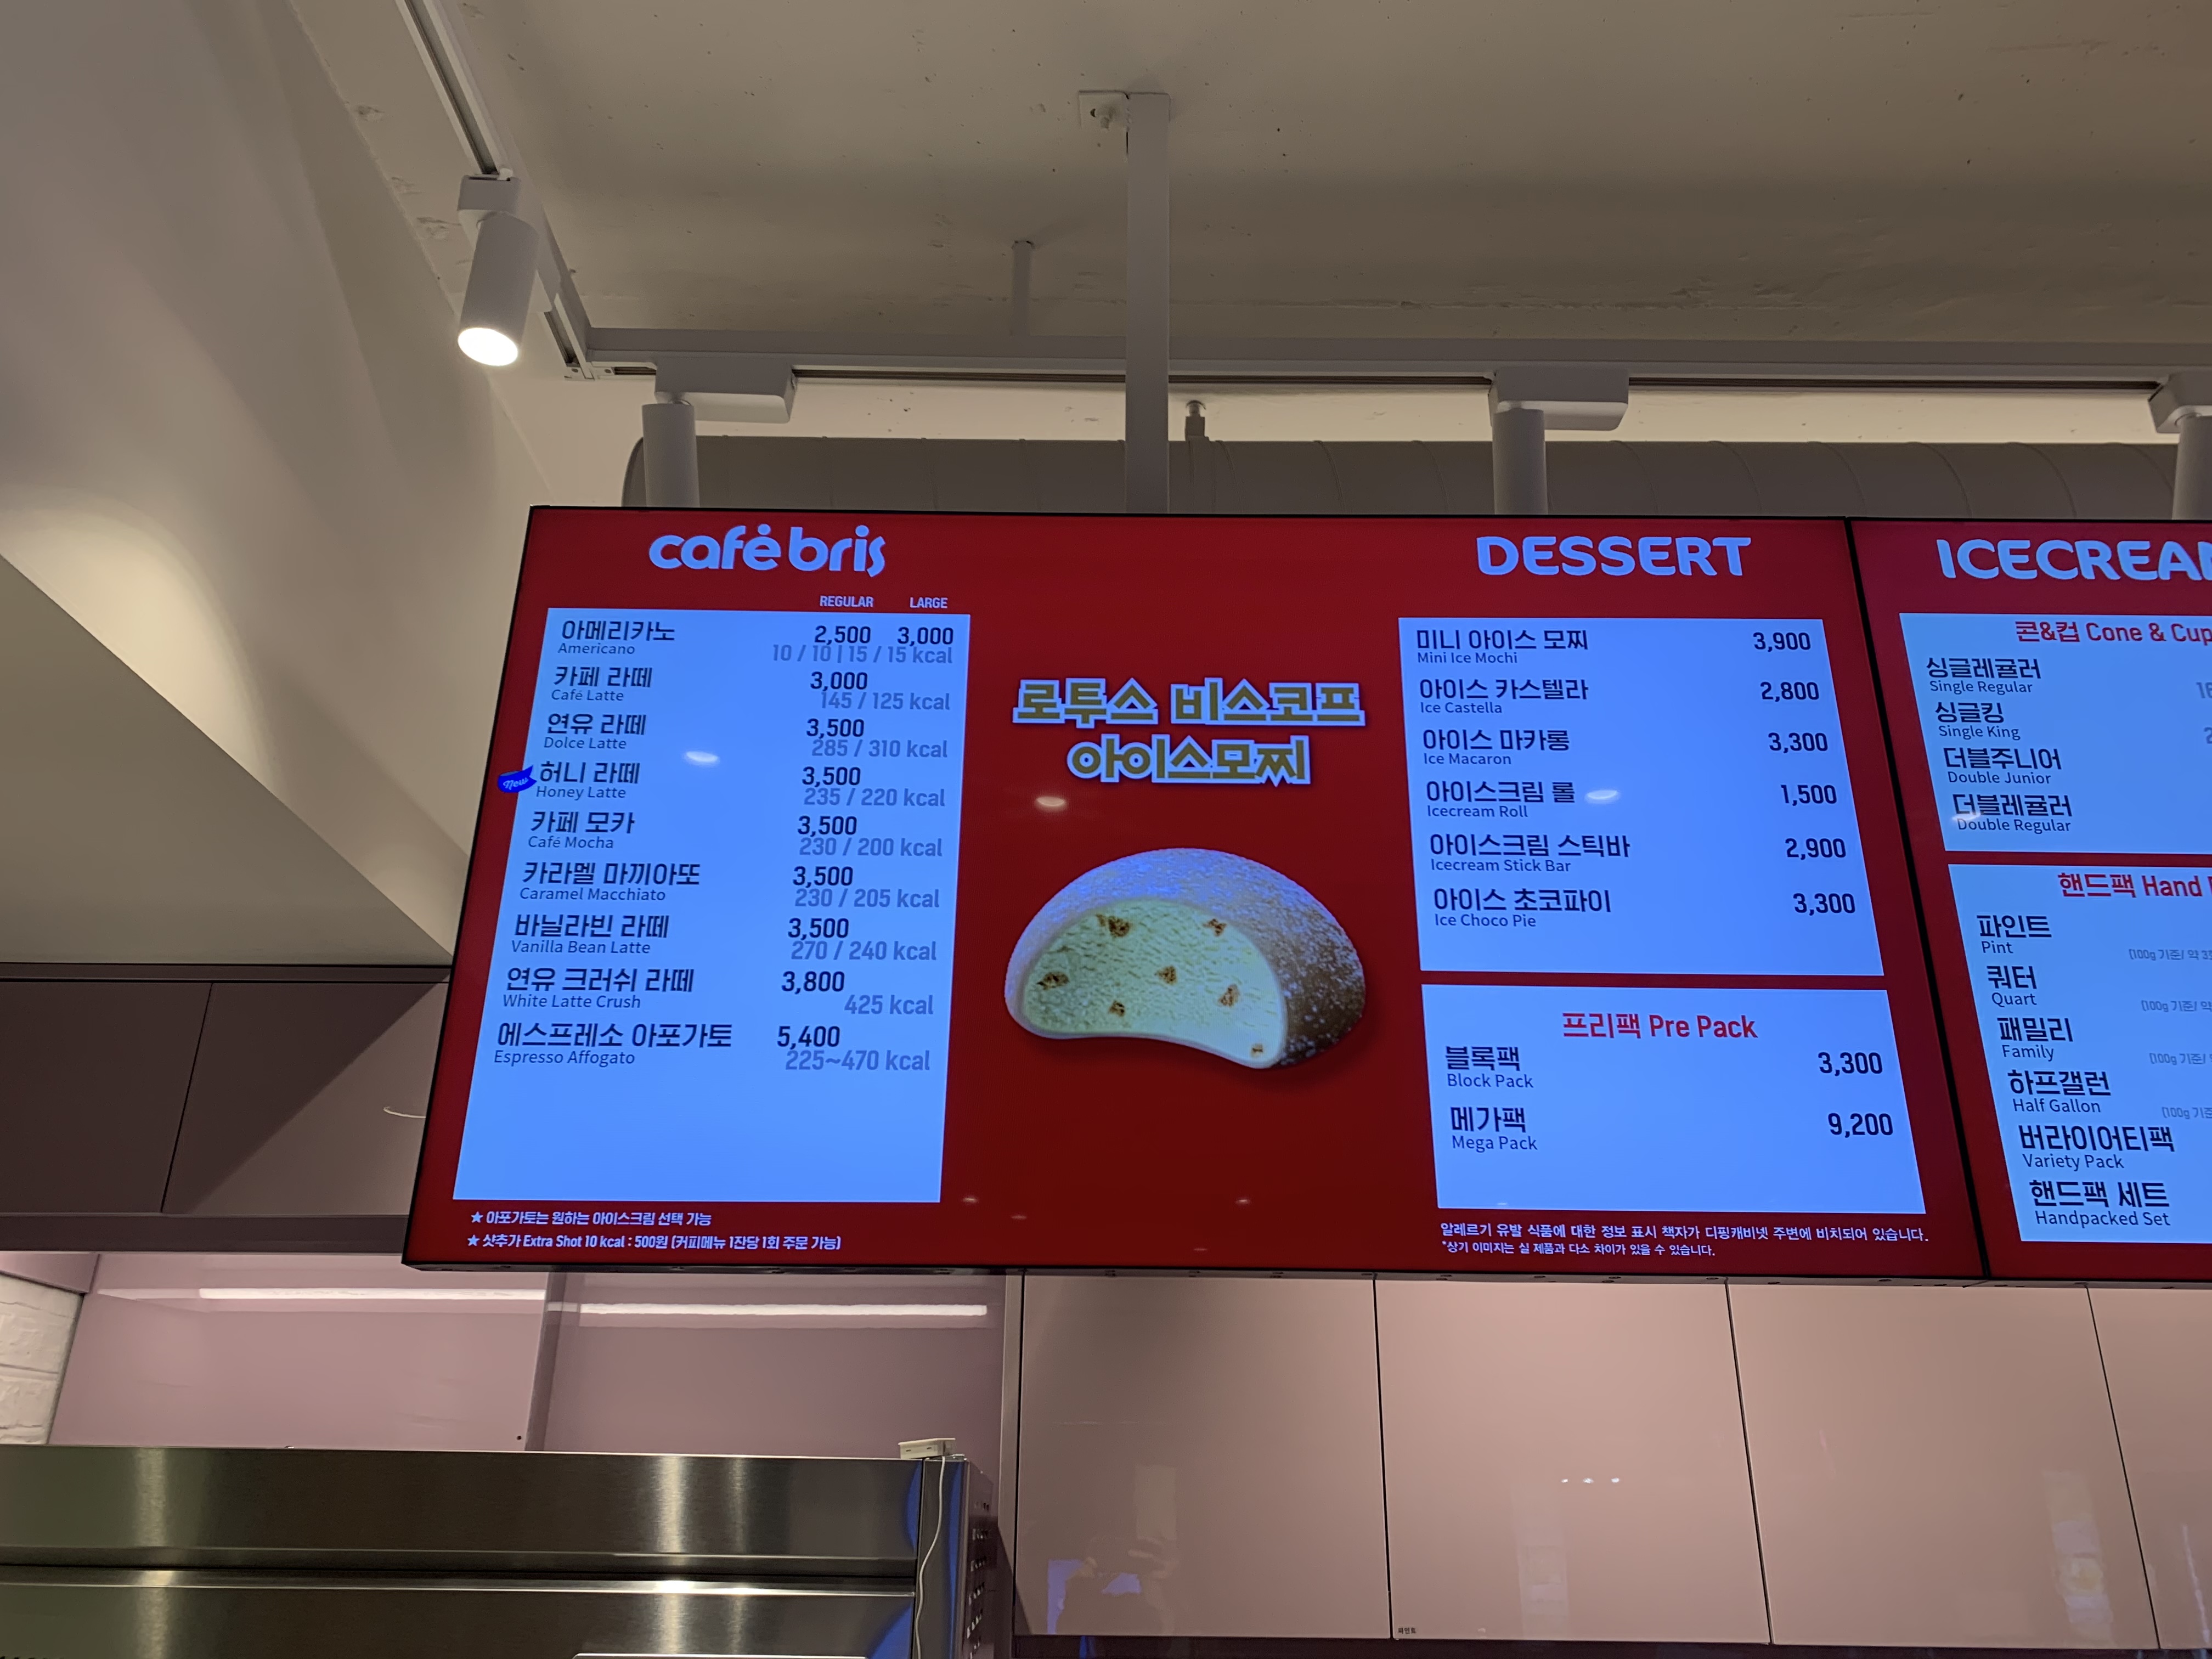 cafè bris
REGULAR LARGE
아메리카노 2,500 3,000
Americano 10 / 10 | 15 / 15 kcal
카페 라떼 3,000
Café Latte 145 / 125 kcal
연유 라떼 3,500
Dolce Latte 285 / 310 kcal
New 허니 라떼 3,500
Honey Latte 235 / 220 kcal
카페 모카 3,500
Café Mocha 230 / 200 kcal
카라멜 마끼아또 3,500
Caramel Macchiato 230 / 205 kcal
바닐라빈 라떼 3,500
Vanilla Bean Latte 270 / 240 kcal
연유 크러쉬 라떼 3,800
White Latte Crush 425 kcal
에스프레소 아포가토 5,400
Espresso Affogato 225~470 kcal
★ 아포가토는 원하는 아이스크림 선택 가능
★ 샷추가 Extra Shot 10 kcal : 500원 (커피메뉴 1잔당 1회 주문 가능)
로투스 비스코프
아이스모찌
DESSERT
미니 아이스 모찌 3,900
Mini Ice Mochi
아이스 카스텔라 2,800
Ice Castella
아이스 마카롱 3,300
Ice Macaron
아이스크림 롤 1,500
Icecream Roll
아이스크림 스틱바 2,900
Icecream Stick Bar
아이스 초코파이 3,300
Ice Choco Pie
프리팩 Pre Pack
블록팩 3,300
Block Pack
메가팩 9,200
Mega Pack
알레르기 유발 식품에 대한 정보 표시 책자가 디핑캐비넷 주변에 비치되어 있습니다.
*상기 이미지는 실 제품과 다소 차이가 있을 수 있습니다.
ICECREA
콘&컵 Cone & Cup
싱글레귤러
Single Regular
싱글킹
Single King
더블주니어
Double Junior
더블레귤러
Double Regular
핸드팩 Hand
파인트
Pint (100g 기준/ 약
쿼터
Quart (100g 기준/ 약
패밀리
Family (100g 기준/
하프갤런
Half Gallon (100g 기준
버라이어티팩
Variety Pack
핸드팩 세트
Handpacked Set
파인트